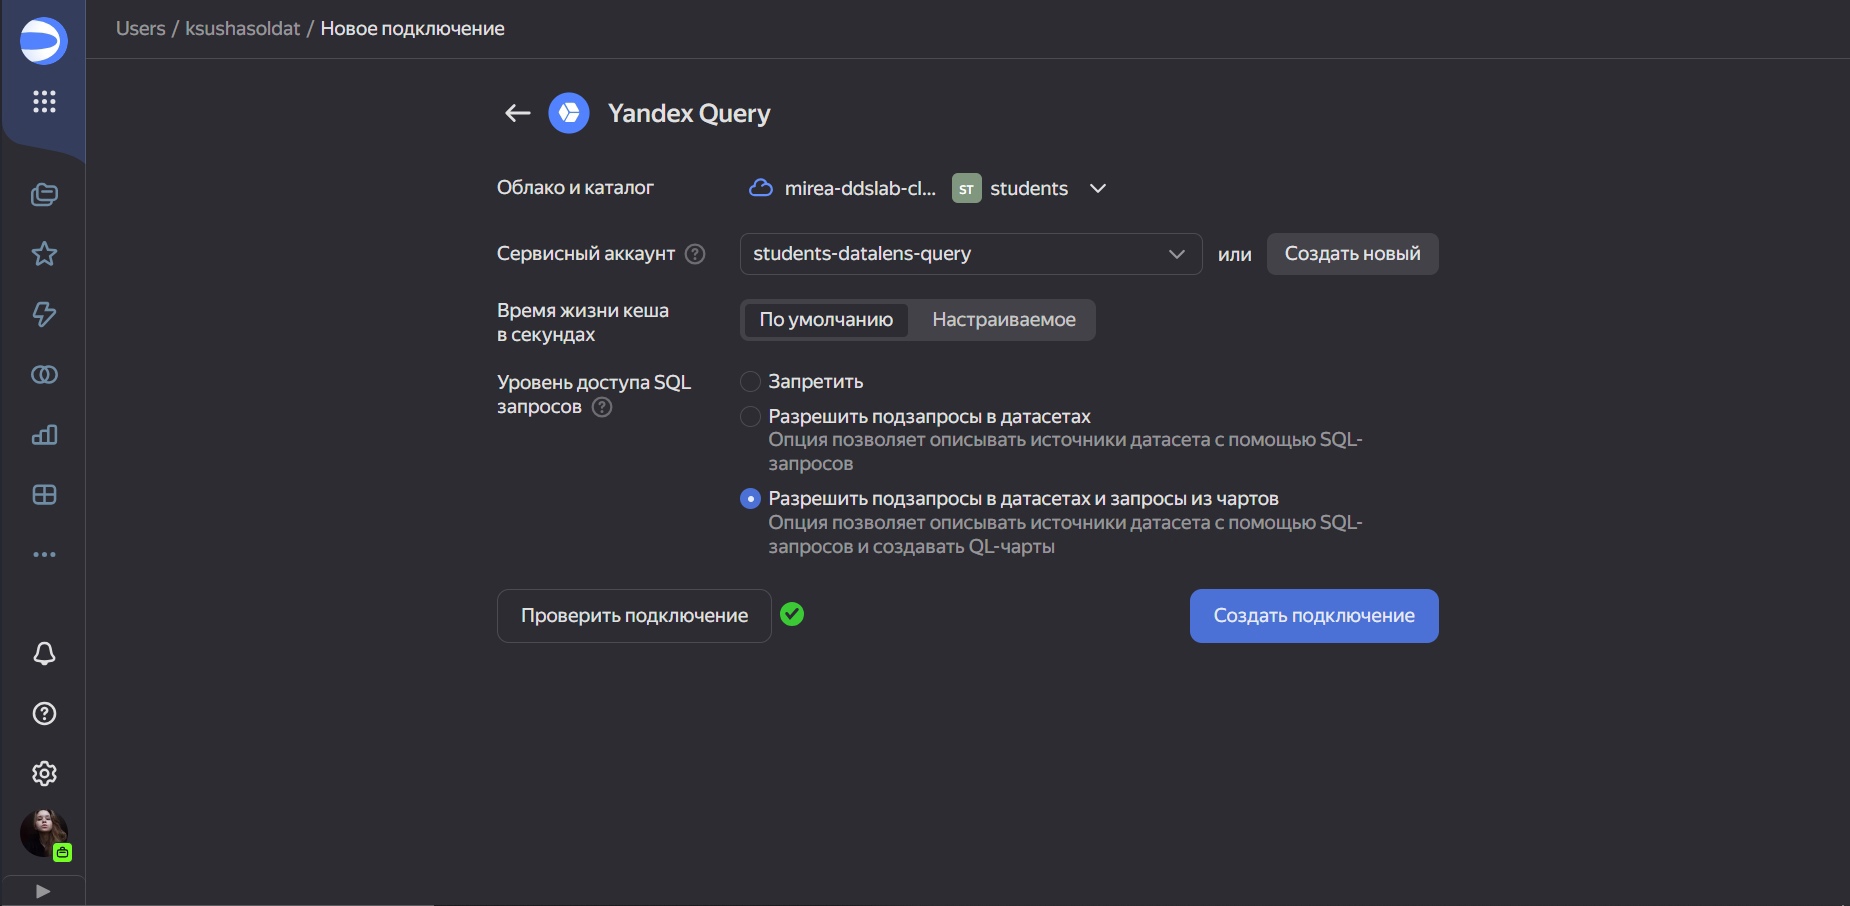 Users / ksushasoldat / Новое подключение
Yandex Query
Облако и каталог
mirea-ddslab-cl...
ST
students
Сервисный аккаунт
students-datalens-query
или
Создать новый
Время жизни кеша
в секундах
По умолчанию
Настраиваемое
Уровень доступа SQL
запросов
Запретить
Разрешить подзапросы в датасетах
Опция позволяет описывать источники датасета с помощью SQL-
запросов
Разрешить подзапросы в датасетах и запросы из чартов
Опция позволяет описывать источники датасета с помощью SQL-
запросов и создавать QL-чарты
Проверить подключение
Создать подключение